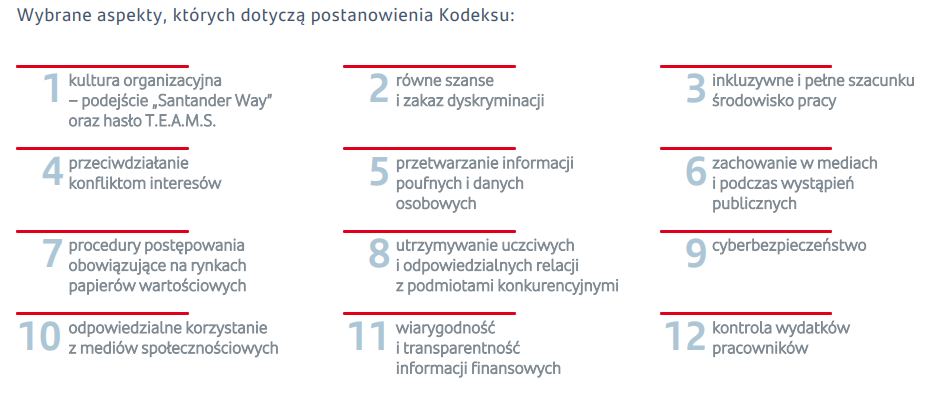 Wybrane aspekty, których dotyczą postanowienia Kodeksu:
1 kultura organizacyjna
– podejście „Santander Way”
oraz hasło T.E.A.M.S.
2 równe szanse
i zakaz dyskryminacji
3 inkluzywne i pełne szacunku
środowisko pracy
4 przeciwdziałanie
konfliktom interesów
5 przetwarzanie informacji
poufnych i danych
osobowych
6 zachowanie w mediach
i podczas wystąpień
publicznych
7 procedury postępowania
obowiązujące na rynkach
papierów wartościowych
8 utrzymywanie uczciwych
i odpowiedzialnych relacji
z podmiotami konkurencyjnymi
9 cyberbezpieczeństwo
10 odpowiedzialne korzystanie
z mediów społecznościowych
11 wiarygodność
i transparentność
informacji finansowych
12 kontrola wydatków
pracowników